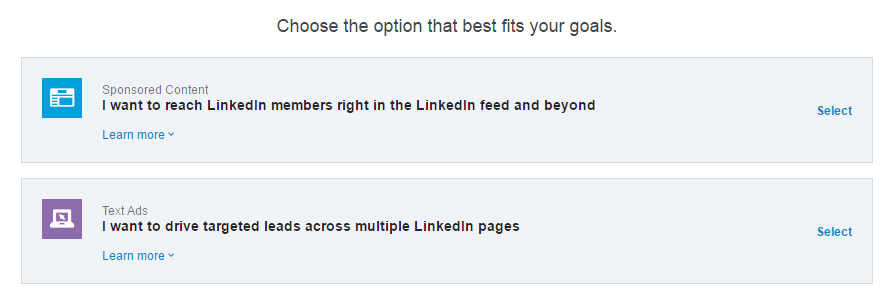 Choose the option that best fits your goals.
Sponsored Content
I want to reach LinkedIn members right in the LinkedIn feed and beyond
Select
Learn more
Text Ads
I want to drive targeted leads across multiple LinkedIn pages
Select
Learn more